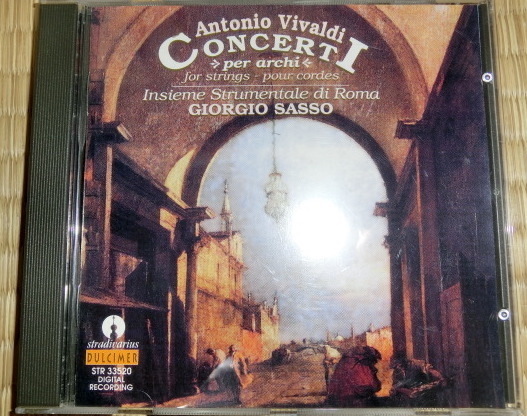 Antonio Vivaldi
CONCERTI
per archi
for strings - pour cordes
Insieme Strumentale di Roma
GIORGIO SASSO
stradivarius
DULCIMER
STR 33520
DIGITAL
RECORDING